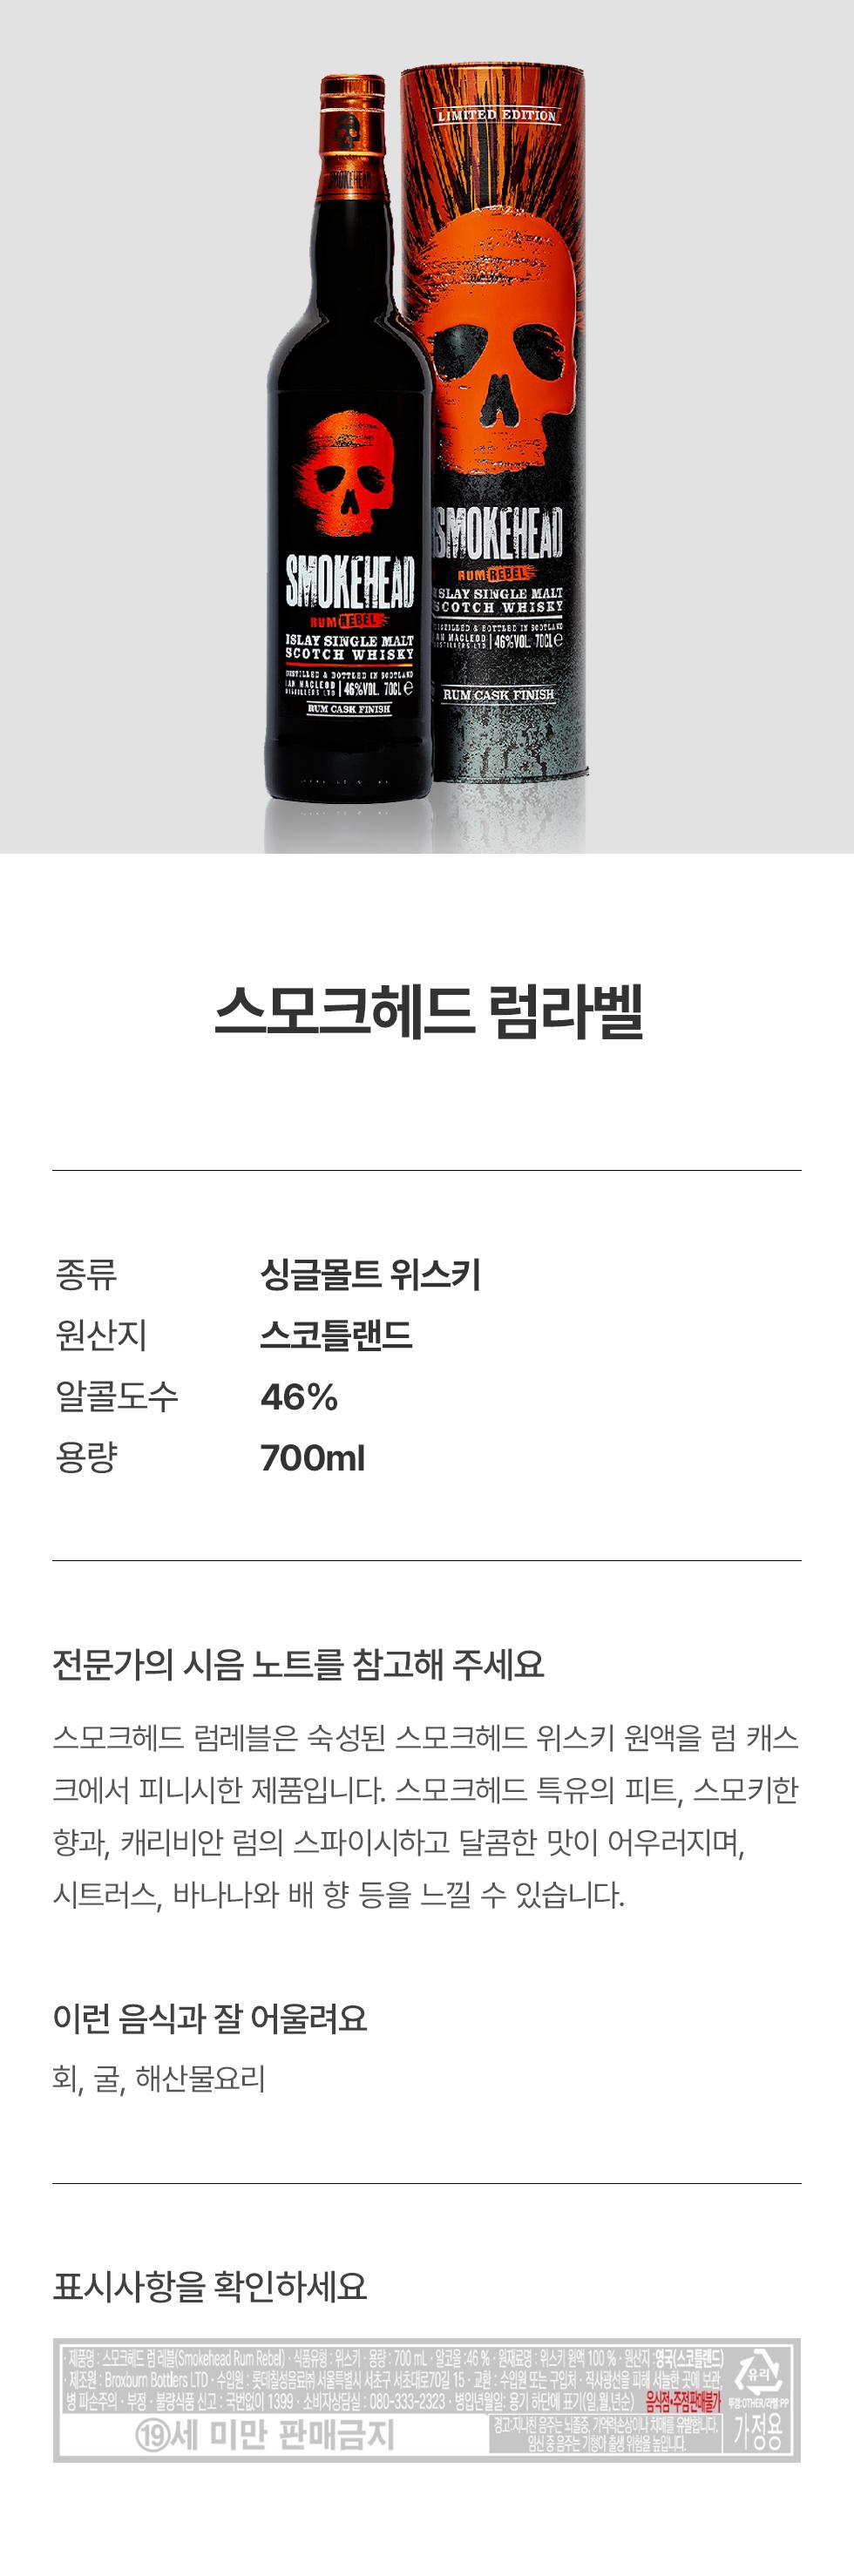 LIMITED EDITION
SMOKEHEAD
SMOKEHEAD
RUM REBEL
ISLAY SINGLE MALT
SCOTCH WHISKY
DISTILLED & BOTTLED IN SCOTLAND
IAN MACLEOD
DISTILLERS LTD | 46%VOL. 70CL e
RUM CASK FINISH
SMOKEHEAD
RUM REBEL
ISLAY SINGLE MALT
SCOTCH WHISKY
DISTILLED & BOTTLED IN SCOTLAND
IAN MACLEOD
DISTILLERS LTD | 46%VOL. 70CL e
RUM CASK FINISH
스모크헤드 럼라벨
종류 싱글몰트 위스키
원산지 스코틀랜드
알콜도수 46%
용량 700ml
전문가의 시음 노트를 참고해 주세요
스모크헤드 럼레블은 숙성된 스모크헤드 위스키 원액을 럼 캐스
크에서 피니시한 제품입니다. 스모크헤드 특유의 피트, 스모키한
향과, 캐리비안 럼의 스파이시하고 달콤한 맛이 어우러지며,
시트러스, 바나나와 배 향 등을 느낄 수 있습니다.
이런 음식과 잘 어울려요
회, 굴, 해산물요리
표시사항을 확인하세요
· 제품명 : 스모크헤드 럼 레블(Smokehead Rum Rebel) · 식품유형 : 위스키 · 용량 : 700 mL · 알코올 :46 % · 원재료명 : 위스키 원액 100 % · 원산지 :영국(스코틀랜드)
· 제조원 : Broxburn Bottlers LTD · 수입원 : 롯데칠성음료㈜ 서울특별시 서초구 서초대로70길 15 · 교환 : 수입원 또는 구입처 · 직사광선을 피해 서늘한 곳에 보관,
병 파손주의 · 부정 · 불량식품 신고 : 국번없이 1399 · 소비자상담실 : 080-333-2323 · 병입년월일: 용기 하단에 표기(일,월,년순) 음식점·주점판매불가
유리
뚜껑:OTHER/라벨:PP
⑲세 미만 판매금지
경고:지나친 음주는 뇌졸중, 기억력손상이나 치매를 유발합니다.
임신 중 음주는 기형아 출생 위험을 높입니다.
가정용